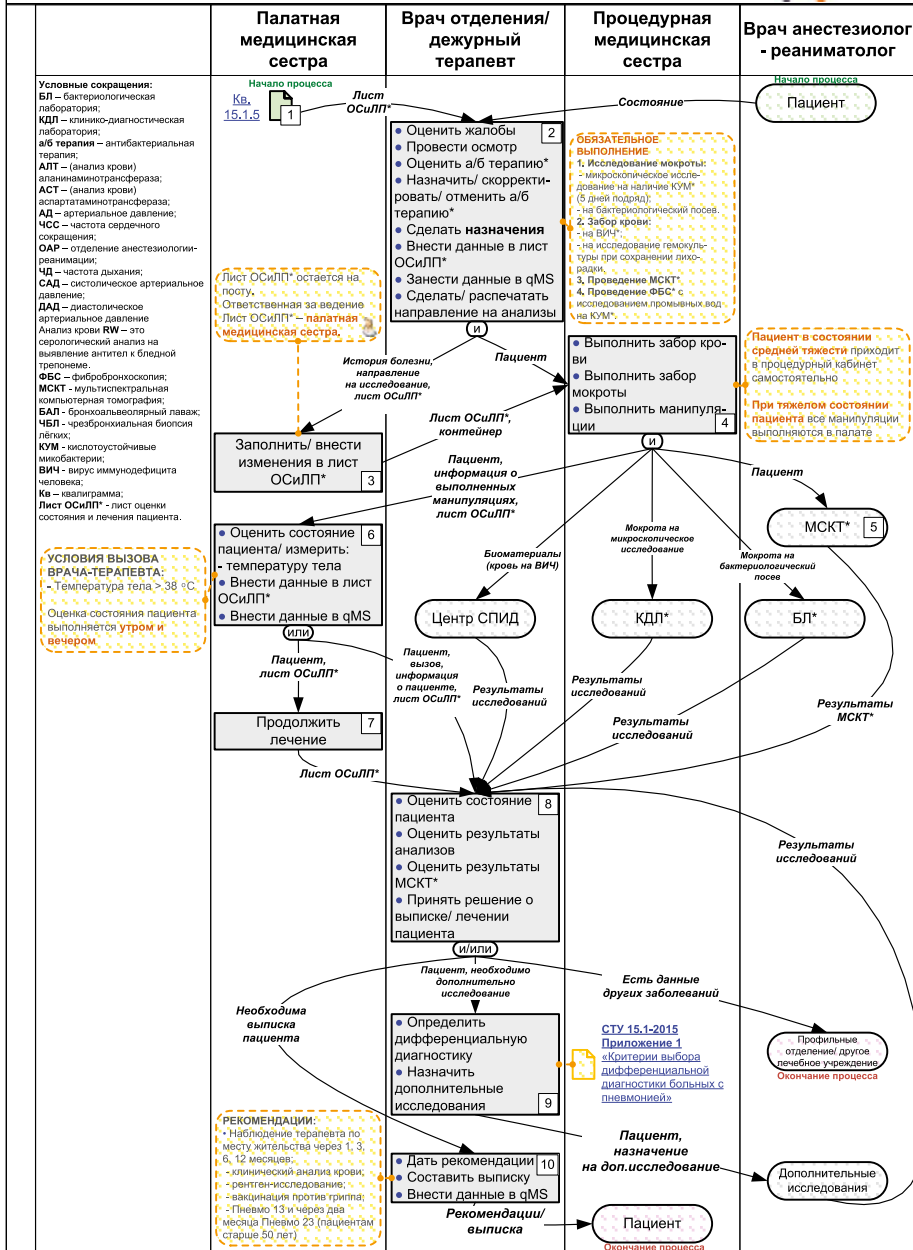 Палатная
медицинская
сестра
Врач отделения/
дежурный
терапевт
Процедурная
медицинская
сестра
Врач анестезиолог
- реаниматолог
Условные сокращения:
БЛ – бактериологическая
лаборатория;
КДЛ – клинико-диагностическая
лаборатория;
а/б терапия – антибактериальная
терапия;
АЛТ – (анализ крови)
аланинаминотрансфераза;
АСТ – (анализ крови)
аспартатаминотрансфераза;
АД – артериальное давление;
ЧСС – частота сердечного
сокращения;
ОАР – отделение анестезиологии-
реанимации;
ЧД – частота дыхания;
САД – систолическое артериальное
давление;
ДАД – диастолическое
артериальное давление
Анализ крови RW – это
серологический анализ на
выявление антител к бледной
трепонеме.
ФБС – фибробронхоскопия;
МСКТ - мультиспектральная
компьютерная томография;
БАЛ - бронхоальвеолярный лаваж;
ЧБЛ - чрезбронхиальная биопсия
лёгких;
КУМ - кислотоустойчивые
микобактерии;
ВИЧ - вирус иммунодефицита
человека;
Кв – квалиграмма;
Лист ОСиЛП* - лист оценки
состояния и лечения пациента.
Начало процесса
Кв.
15.1.5
1
Лист
ОСиЛП*
Состояние
Начало процесса
Пациент
2
• Оценить жалобы
• Провести осмотр
• Оценить а/б терапию*
• Назначить/ скорректи-
ровать/ отменить а/б
терапию*
• Сделать назначения
• Внести данные в лист
ОСиЛП*
• Занести данные в qMS
• Сделать/ распечатать
направление на анализы
и
ОБЯЗАТЕЛЬНОЕ
ВЫПОЛНЕНИЕ
1. Исследование мокроты:
- микроскопическое иссле-
дование на наличие КУМ*
(5 дней подряд);
- на бактериологический посев.
2. Забор крови:
- на ВИЧ*;
- на исследование гемокуль-
туры при сохранении лихо-
радки.
3. Проведение МСКТ*
4. Проведение ФБС* с
исследованием промывных вод
на КУМ*.
Лист ОСиЛП* остается на
посту.
Ответственная за ведение
Лист ОСиЛП* – палатная
медицинская сестра.
История болезни,
направление
на исследование,
лист ОСиЛП*
Пациент
• Выполнить забор кро-
ви
• Выполнить забор
мокроты
• Выполнить манипуля-
ции
4
и
Пациент в состоянии
средней тяжести приходит
в процедурный кабинет
самостоятельно
При тяжелом состоянии
пациента все манипуляции
выполняются в палате
Заполнить/ внести
изменения в лист
ОСиЛП*
3
Лист ОСиЛП*,
контейнер
Пациент,
информация о
выполненных
манипуляциях,
лист ОСиЛП*
Пациент
МСКТ*
5
• Оценить состояние
пациента/ измерить:
- температуру тела
• Внести данные в лист
ОСиЛП*
• Внести данные в qMS
6
или
УСЛОВИЯ ВЫЗОВА
ВРАЧА-ТЕРАПЕВТА:
- Температура тела > 38 °С
Оценка состояния пациента
выполняется утром и
вечером
Биоматериалы
(кровь на ВИЧ)
Мокрота на
микроскопическое
исследование
Мокрота на
бактериологический
посев
Центр СПИД
КДЛ*
БЛ*
Пациент,
лист ОСиЛП*
Пациент,
вызов,
информация
о пациенте,
лист ОСиЛП*
Результаты
исследований
Результаты
исследований
Результаты
исследований
Результаты
МСКТ*
Продолжить
лечение
7
Лист ОСиЛП*
8
• Оценить состояние
пациента
• Оценить результаты
анализов
• Оценить результаты
МСКТ*
• Принять решение о
выписке/ лечении
пациента
и/или
Результаты
исследований
Необходима
выписка
пациента
Пациент, необходимо
дополнительно
исследование
Есть данные
других заболеваний
• Определить
дифференциальную
диагностику
• Назначить
дополнительные
исследования
9
СТУ 15.1-2015
Приложение 1
«Критерии выбора
дифференциальной
диагностики больных с
пневмонией»
Профильные
отделение/ другое
лечебное учреждение
Окончание процесса
РЕКОМЕНДАЦИИ:
• Наблюдение терапевта по
месту жительства через 1, 3,
6, 12 месяцев;
- клинический анализ крови;
- рентген-исследование;
- вакцинация против гриппа;
- Пневмо 13 и через два
месяца Пневмо 23 (пациентам
старше 50 лет)
• Дать рекомендации
• Составить выписку
• Внести данные в qMS
10
Пациент,
назначение
на доп.исследование
Дополнительные
исследования
Рекомендации/
выписка
Пациент
Окончание процесса